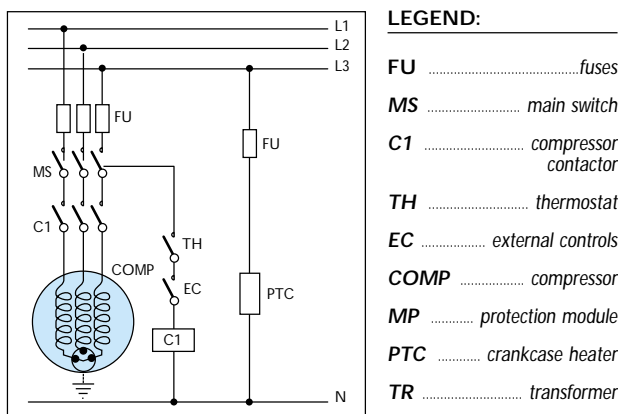 L1
L2
L3
FU
FU
MS
C1
TH
COMP
EC
PTC
C1
N
LEGEND:
FU ........................................ fuses
MS ......................... main switch
C1 ......................... compressor
contactor
TH ......................... thermostat
EC ................. external controls
COMP ................ compressor
MP ........... protection module
PTC ........... crankcase heater
TR ......................... transformer